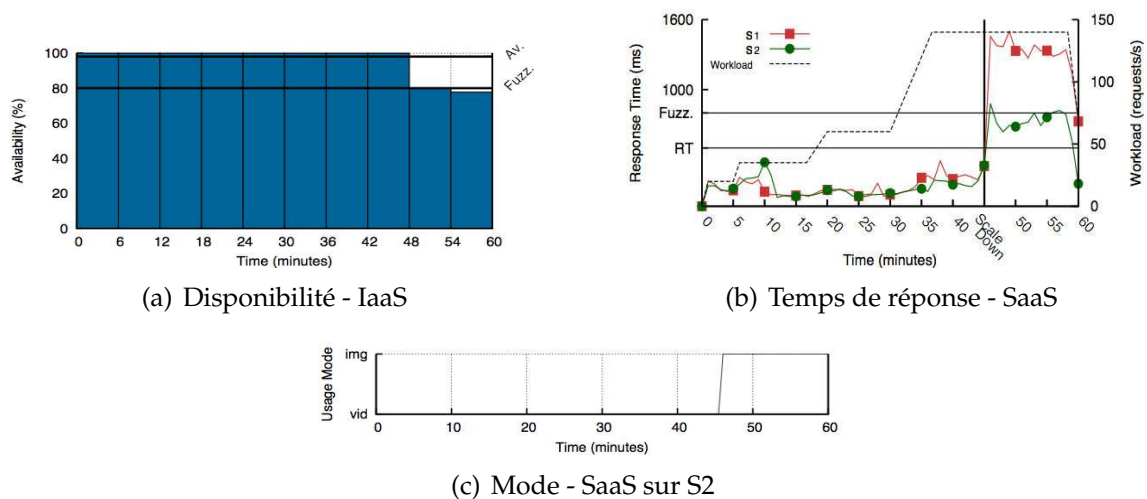 100
80
60
40
20
0
Availability (%)
Av.
Fuzz.
0 6 12 18 24 30 36 42 48 54 60
Time (minutes)
(a) Disponibilité - IaaS
1600
1000
Fuzz.
RT
0
Response Time (ms)
S1
S2
Workload
150
100
50
0
Workload (requests/s)
0 5 10 15 20 25 30 35 40 Scale Down 50 55 60
Time (minutes)
(b) Temps de réponse - SaaS
img
vid
Usage Mode
0 10 20 30 40 50 60
Time (minutes)
(c) Mode - SaaS sur S2